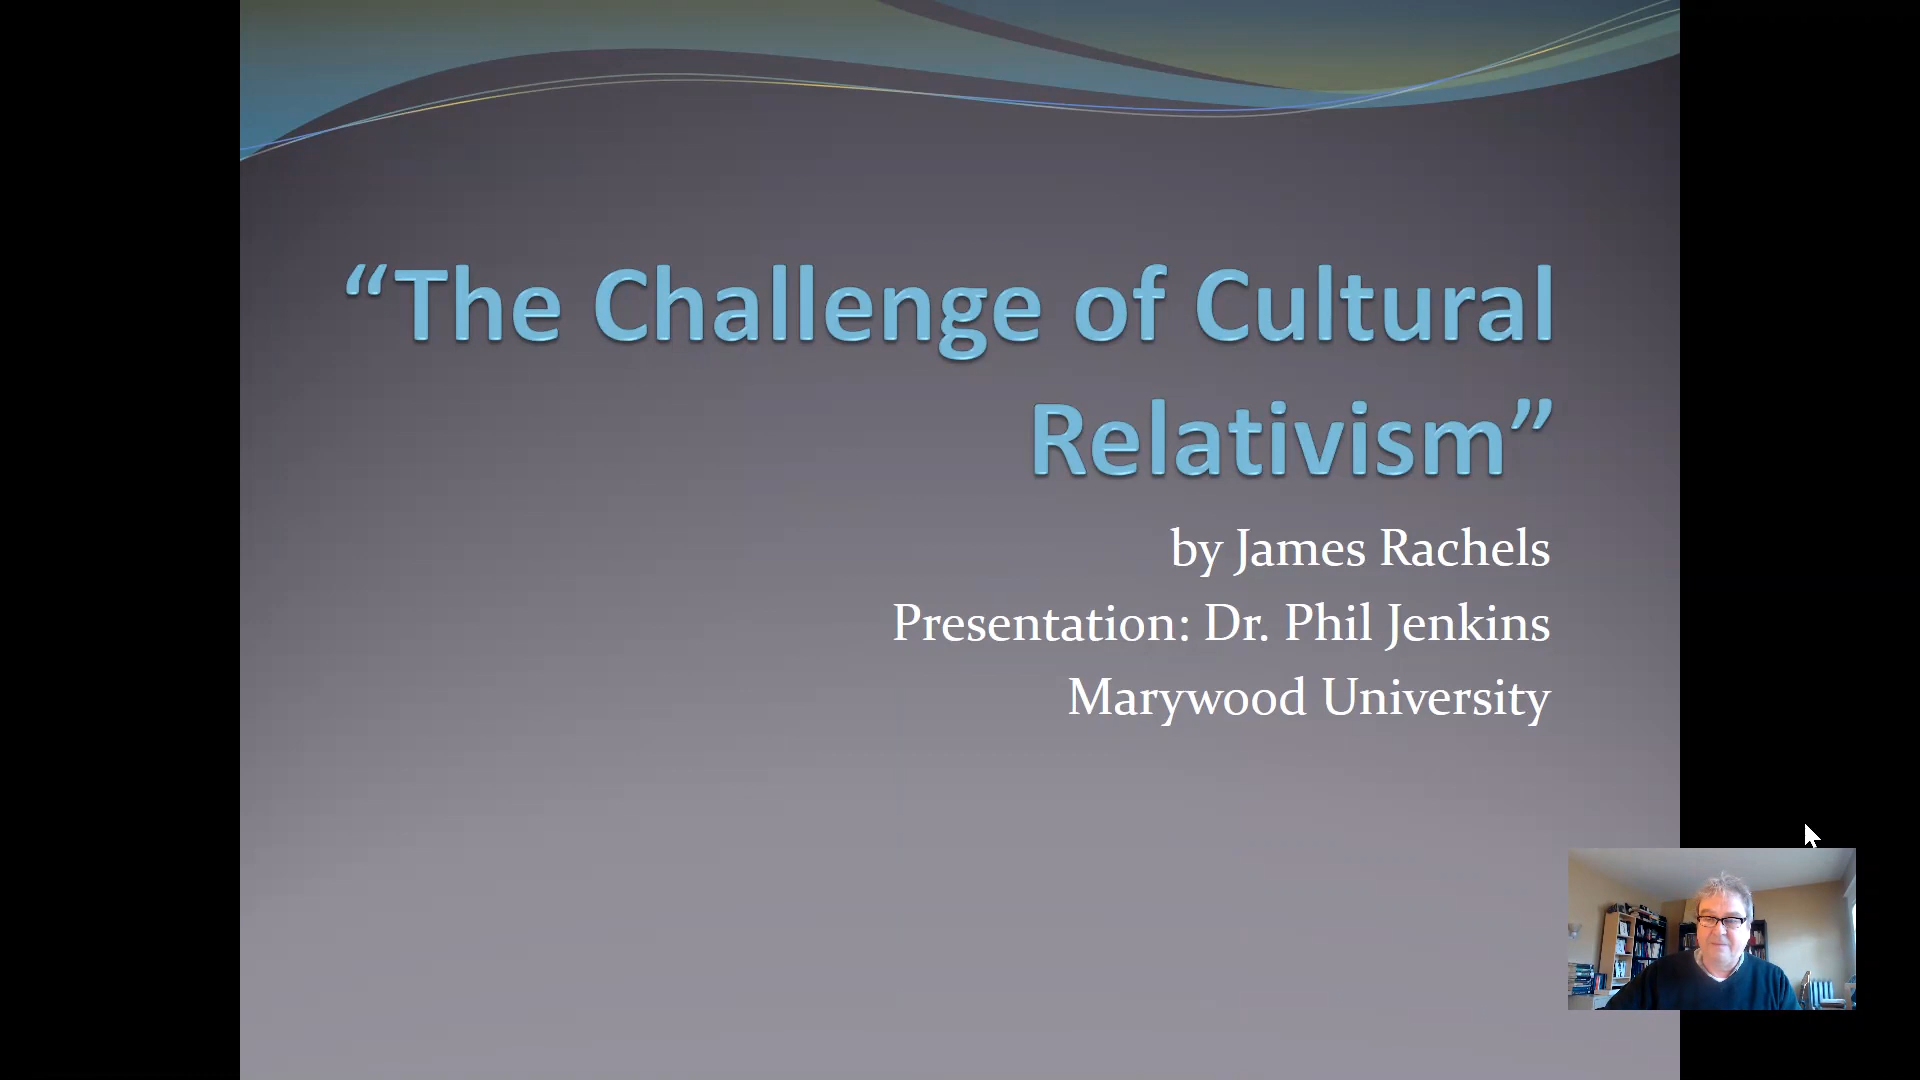 “The Challenge of Cultural
Relativism”
by James Rachels
Presentation: Dr. Phil Jenkins
Marywood University